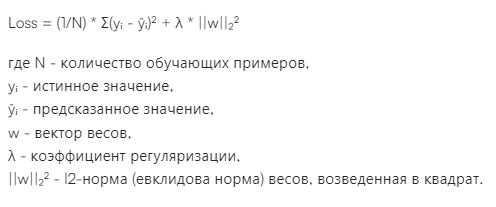 Loss = (1/N) * Σ(yᵢ - ŷᵢ)² + λ * ||w||₂²
где N - количество обучающих примеров,
yᵢ - истинное значение,
ŷᵢ - предсказанное значение,
w - вектор весов,
λ - коэффициент регуляризации,
||w||₂² - l2-норма (евклидова норма) весов, возведенная в квадрат.